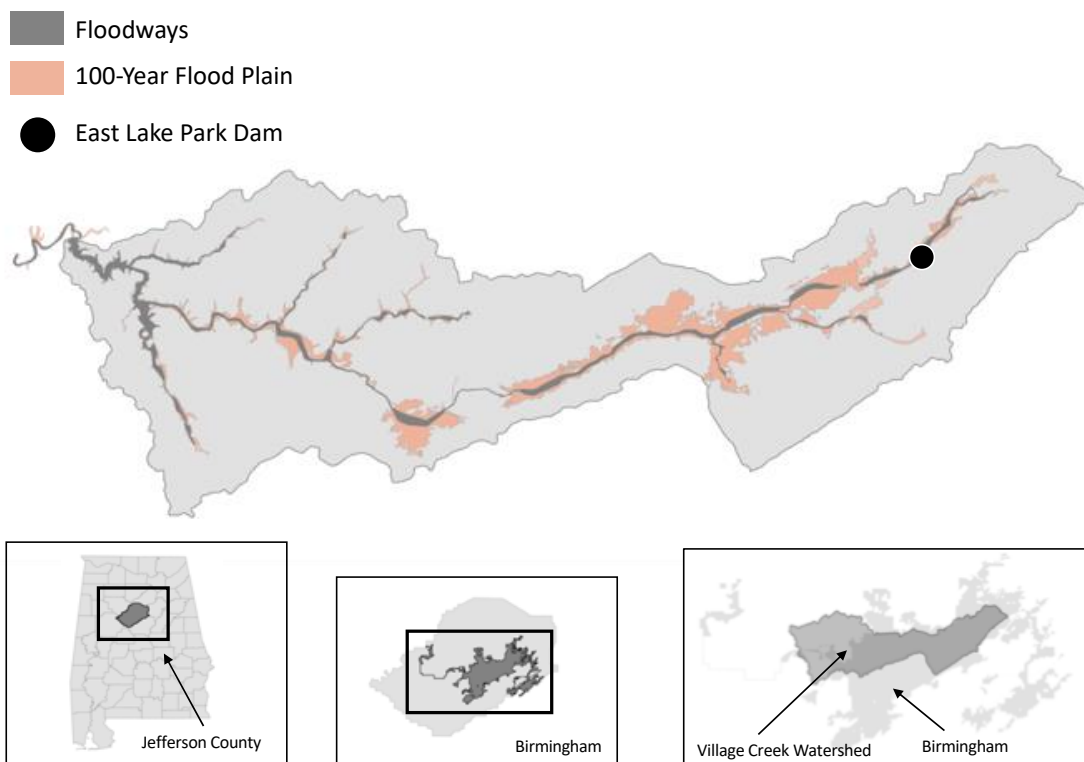 Floodways
100-Year Flood Plain
East Lake Park Dam
Jefferson County
Birmingham
Village Creek Watershed
Birmingham